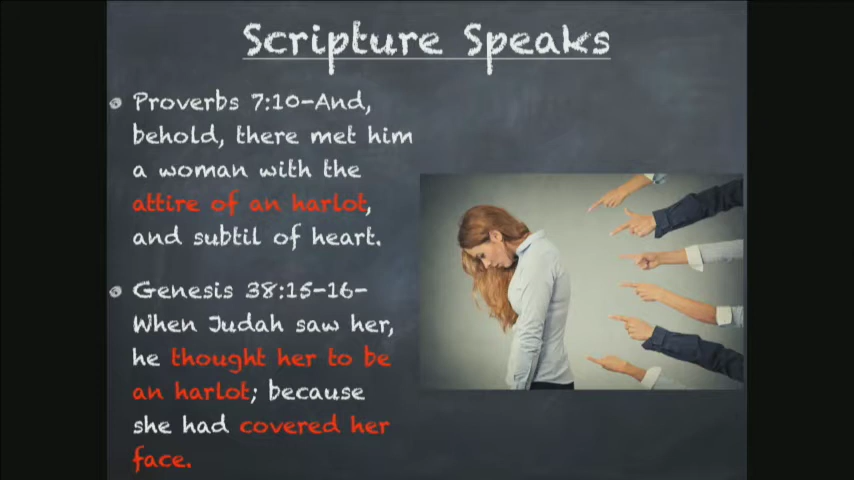 Scripture Speaks
Proverbs 7:10-And,
behold, there met him
a woman with the
attire of an harlot,
and subtil of heart.
Genesis 38:15-16-
When Judah saw her,
he thought her to be
an harlot; because
she had covered her
face.